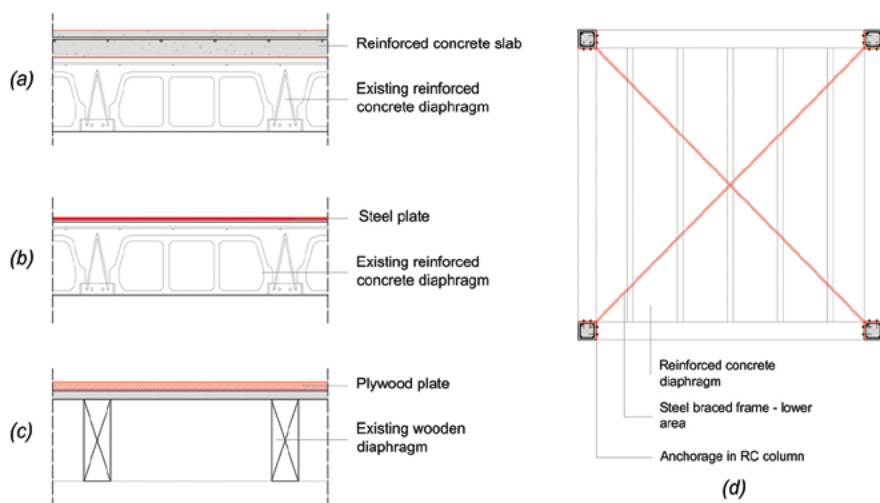 (a)
Reinforced concrete slab
Existing reinforced
concrete diaphragm
(b)
Steel plate
Existing reinforced
concrete diaphragm
(c)
Plywood plate
Existing wooden
diaphragm
Reinforced concrete
diaphragm
Steel braced frame - lower
area
Anchorage in RC column
(d)